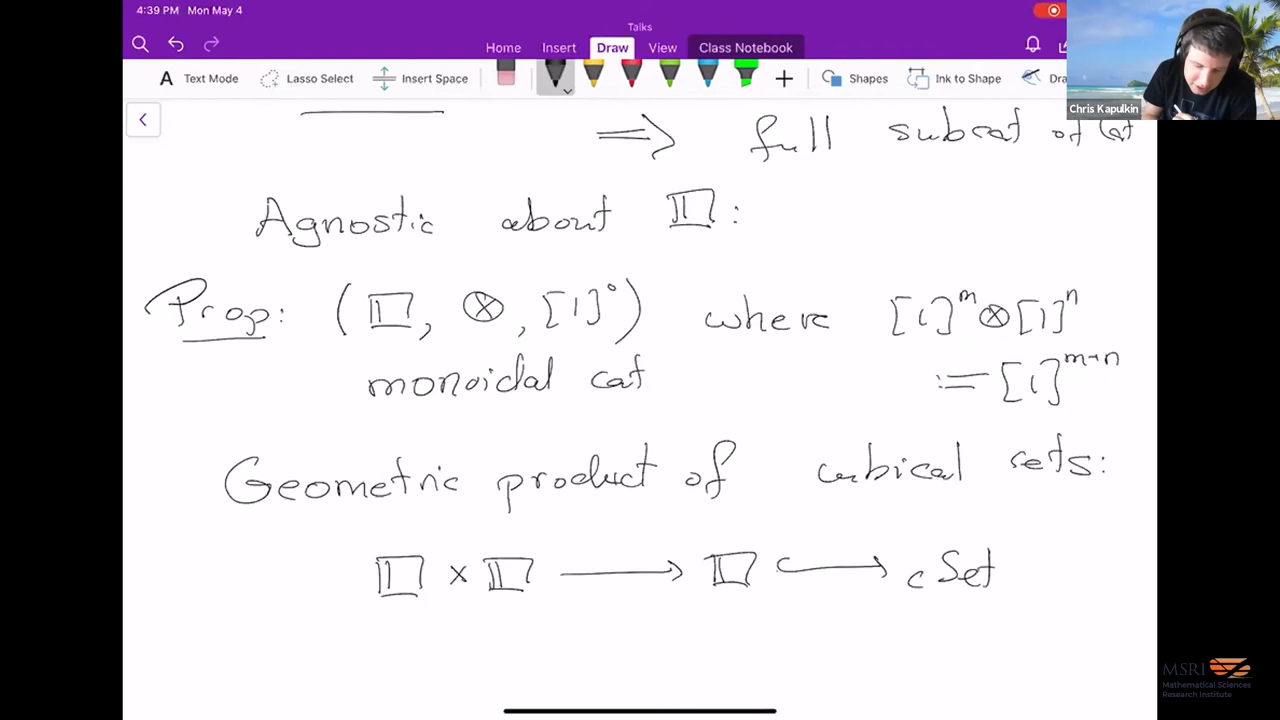 4:39 PM Mon May 4
Talks
Home Insert Draw View Class Notebook
A Text Mode Lasso Select Insert Space Shapes Ink to Shape
Chris Kapulkin
⇒ full subcat of Cat
Agnostic about □:
Prop: (□, ⊗, [1]⁰) where [1]ᵐ ⊗ [1]ⁿ
monoidal cat := [1]ᵐ⁺ⁿ
Geometric product of cubical sets:
□ × □ ⟶ □ ↪ cSet
MSRI
Mathematical Sciences
Research Institute